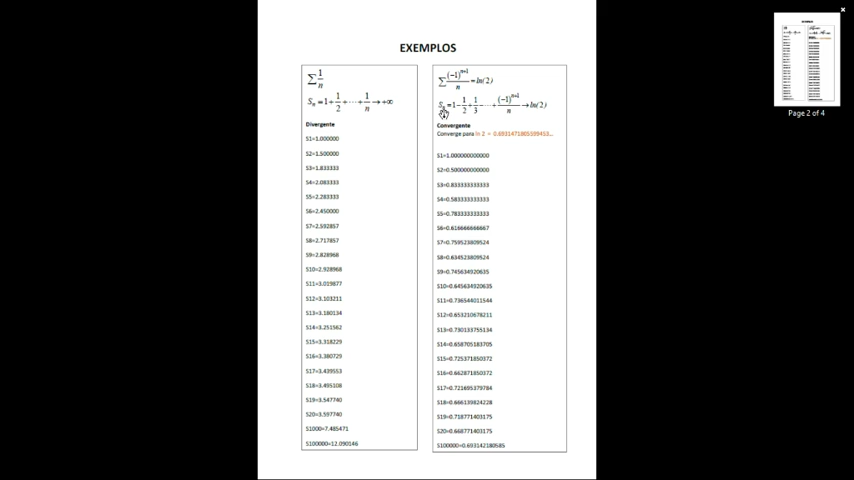 EXEMPLOS
∑ 1/n
Sn = 1 + 1/2 + ··· + 1/n → +∞
Divergente
S1=1.000000
S2=1.500000
S3=1.833333
S4=2.083333
S5=2.283333
S6=2.450000
S7=2.592857
S8=2.717857
S9=2.828968
S10=2.928968
S11=3.019877
S12=3.103211
S13=3.180134
S14=3.251562
S15=3.318229
S16=3.380729
S17=3.439553
S18=3.495108
S19=3.547740
S20=3.597740
S1000=7.485471
S100000=12.090146
∑ (-1)^n+1/n = ln(2)
Sn = 1 - 1/2 + 1/3 - ··· + (-1)^n+1/n → ln(2)
Convergente
Converge para ln 2 = 0.6931471805599453...
S1=1.000000000000
S2=0.500000000000
S3=0.833333333333
S4=0.583333333333
S5=0.783333333333
S6=0.616666666667
S7=0.759523809524
S8=0.634523809524
S9=0.745634920635
S10=0.645634920635
S11=0.736544011544
S12=0.653210678211
S13=0.730133755134
S14=0.658705183705
S15=0.725371850372
S16=0.662871850372
S17=0.721695379784
S18=0.666139824228
S19=0.718771403175
S20=0.668771403175
S100000=0.693142180585
Page 2 of 4